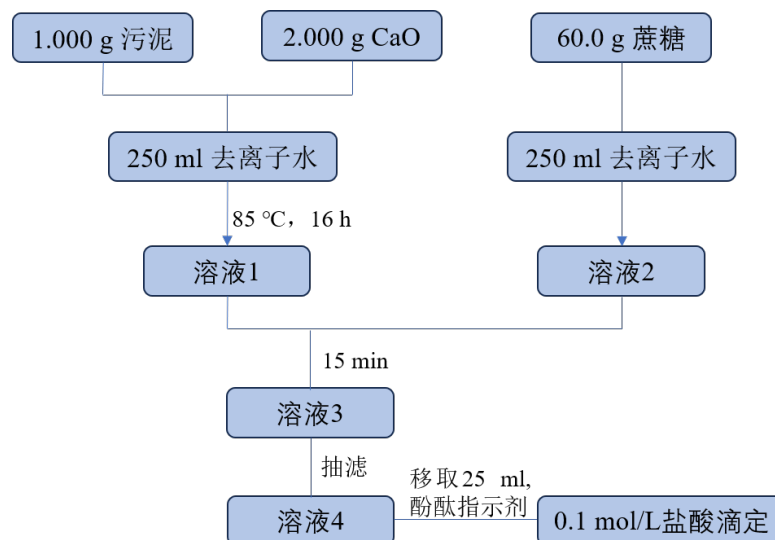 1.000 g 污泥
2.000 g CaO
60.0 g 蔗糖
250 ml 去离子水
250 ml 去离子水
85 ℃，16 h
溶液1
溶液2
15 min
溶液3
抽滤
移取25 ml,
酚酞指示剂
溶液4
0.1 mol/L盐酸滴定